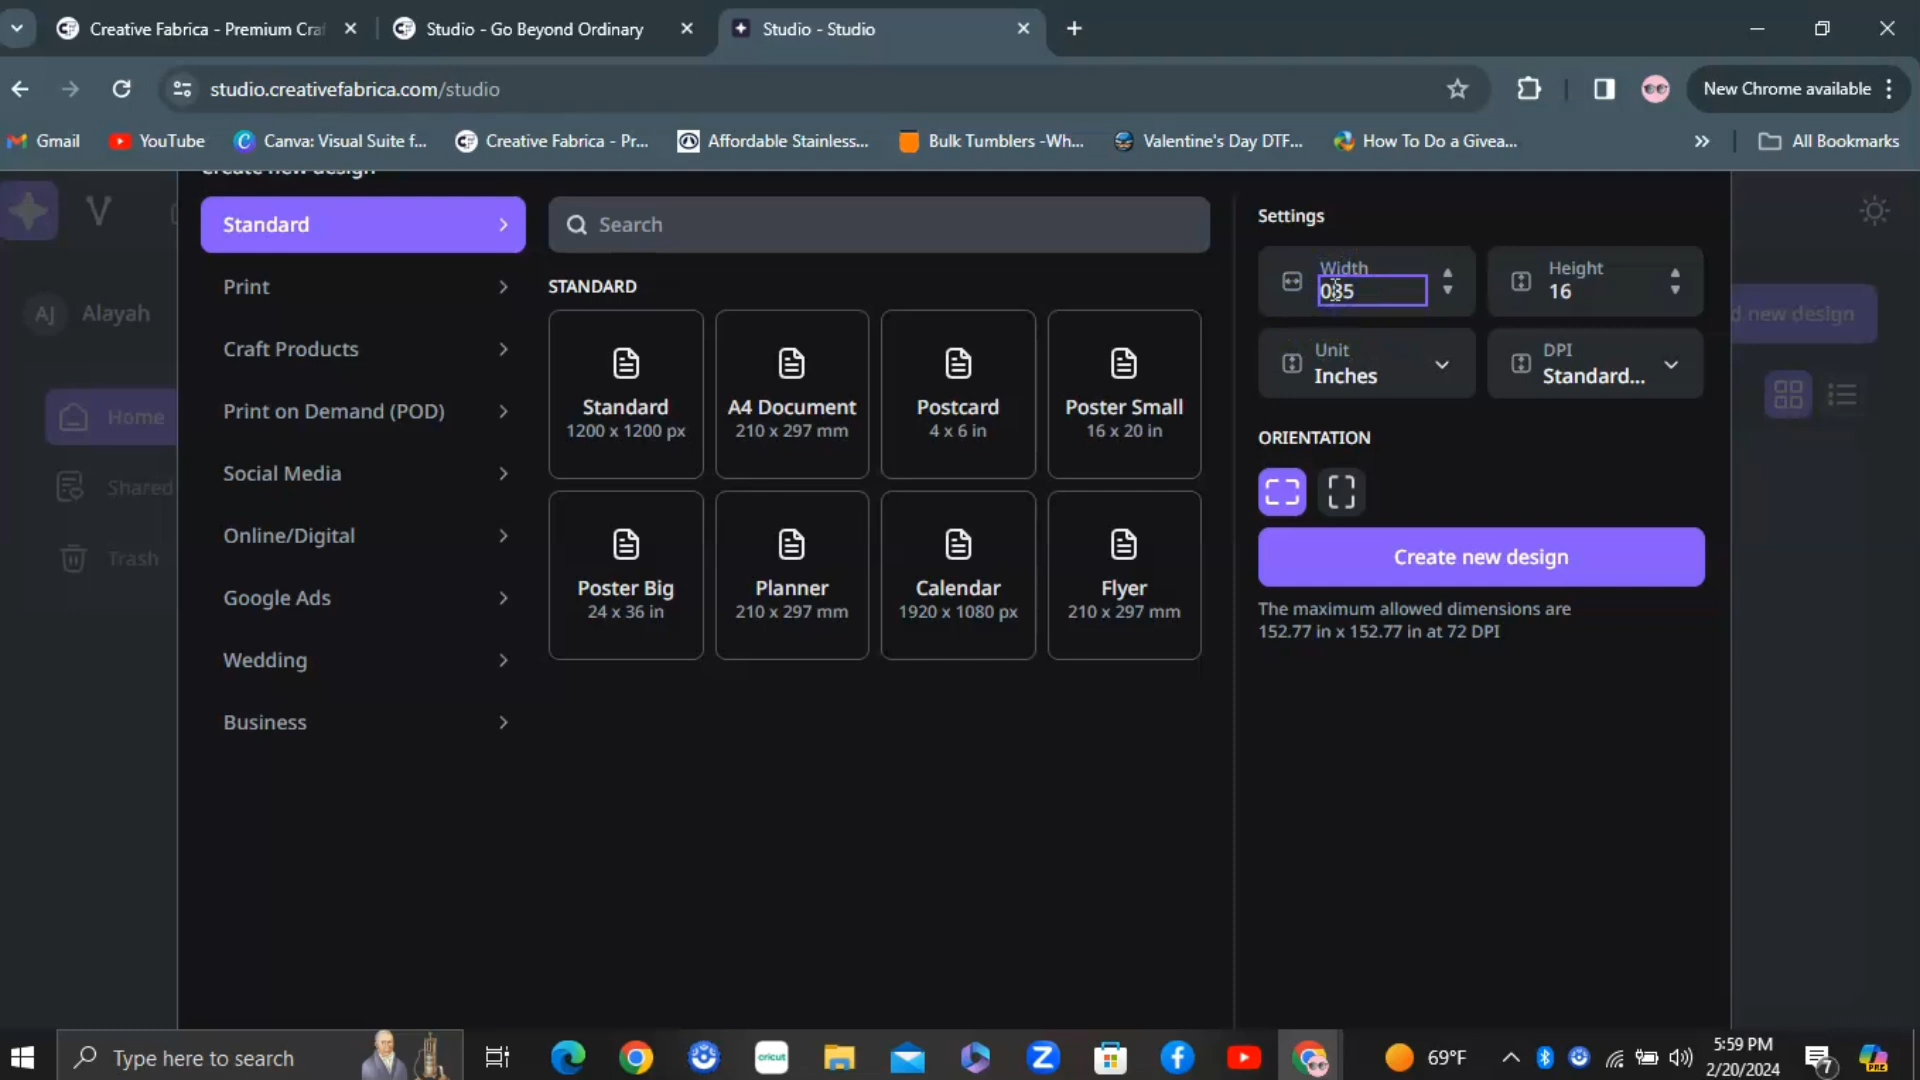 Creative Fabrica - Premium Cra
Studio - Go Beyond Ordinary
Studio - Studio
studio.creativefabrica.com/studio
New Chrome available
Gmail
YouTube
Canva: Visual Suite f...
Creative Fabrica - Pr...
Affordable Stainless...
Bulk Tumblers -Wh...
Valentine's Day DTF...
How To Do a Givea...
All Bookmarks
Create new design
Standard
Search
Settings
Width
Height
16
Print
STANDARD
AJ Alayah
d new design
Craft Products
Unit
Inches
DPI
Standard...
Standard
1200 x 1200 px
A4 Document
210 x 297 mm
Postcard
4 x 6 in
Poster Small
16 x 20 in
Home
Print on Demand (POD)
ORIENTATION
Social Media
Shared
Online/Digital
Trash
Create new design
Poster Big
24 x 36 in
Planner
210 x 297 mm
Calendar
1920 x 1080 px
Flyer
210 x 297 mm
Google Ads
The maximum allowed dimensions are
152.77 in x 152.77 in at 72 DPI
Wedding
Business
Type here to search
cricut
69°F
5:59 PM
2/20/2024
7
PRE